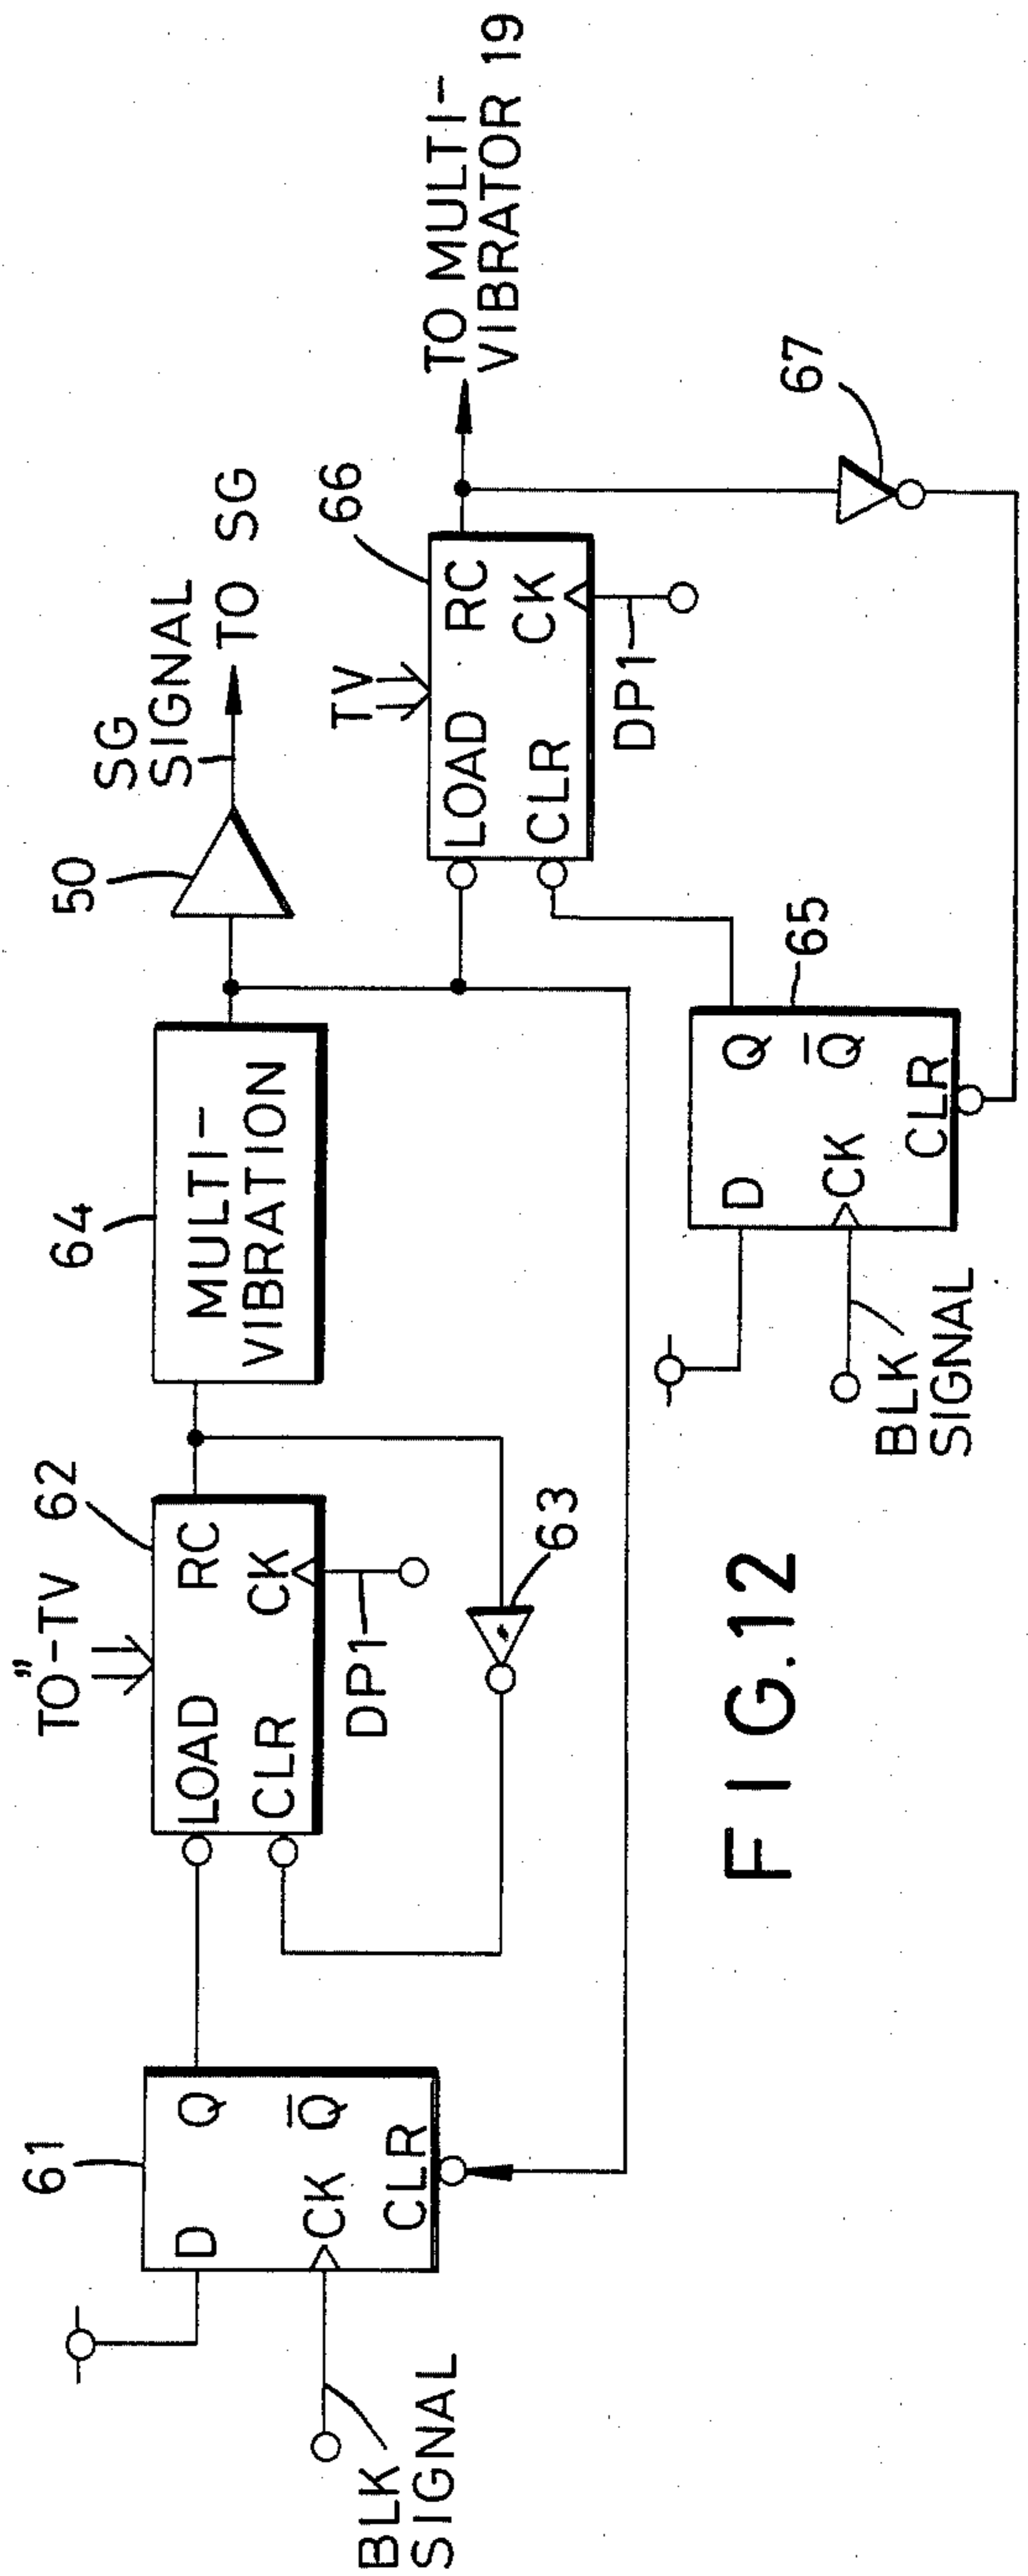 61
D
Q
CK
Q
CLR
BLK
SIGNAL
TO"-TV
62
LOAD
RC
CLR
CK
DP1
63
64
MULTI-
VIBRATION
50
SG
SIGNAL
TO SG
TV
66
LOAD
RC
CLR
CK
DP1
TO MULTI-
VIBRATOR 19
67
65
D
Q
CK
Q
CLR
BLK
SIGNAL
FIG.12